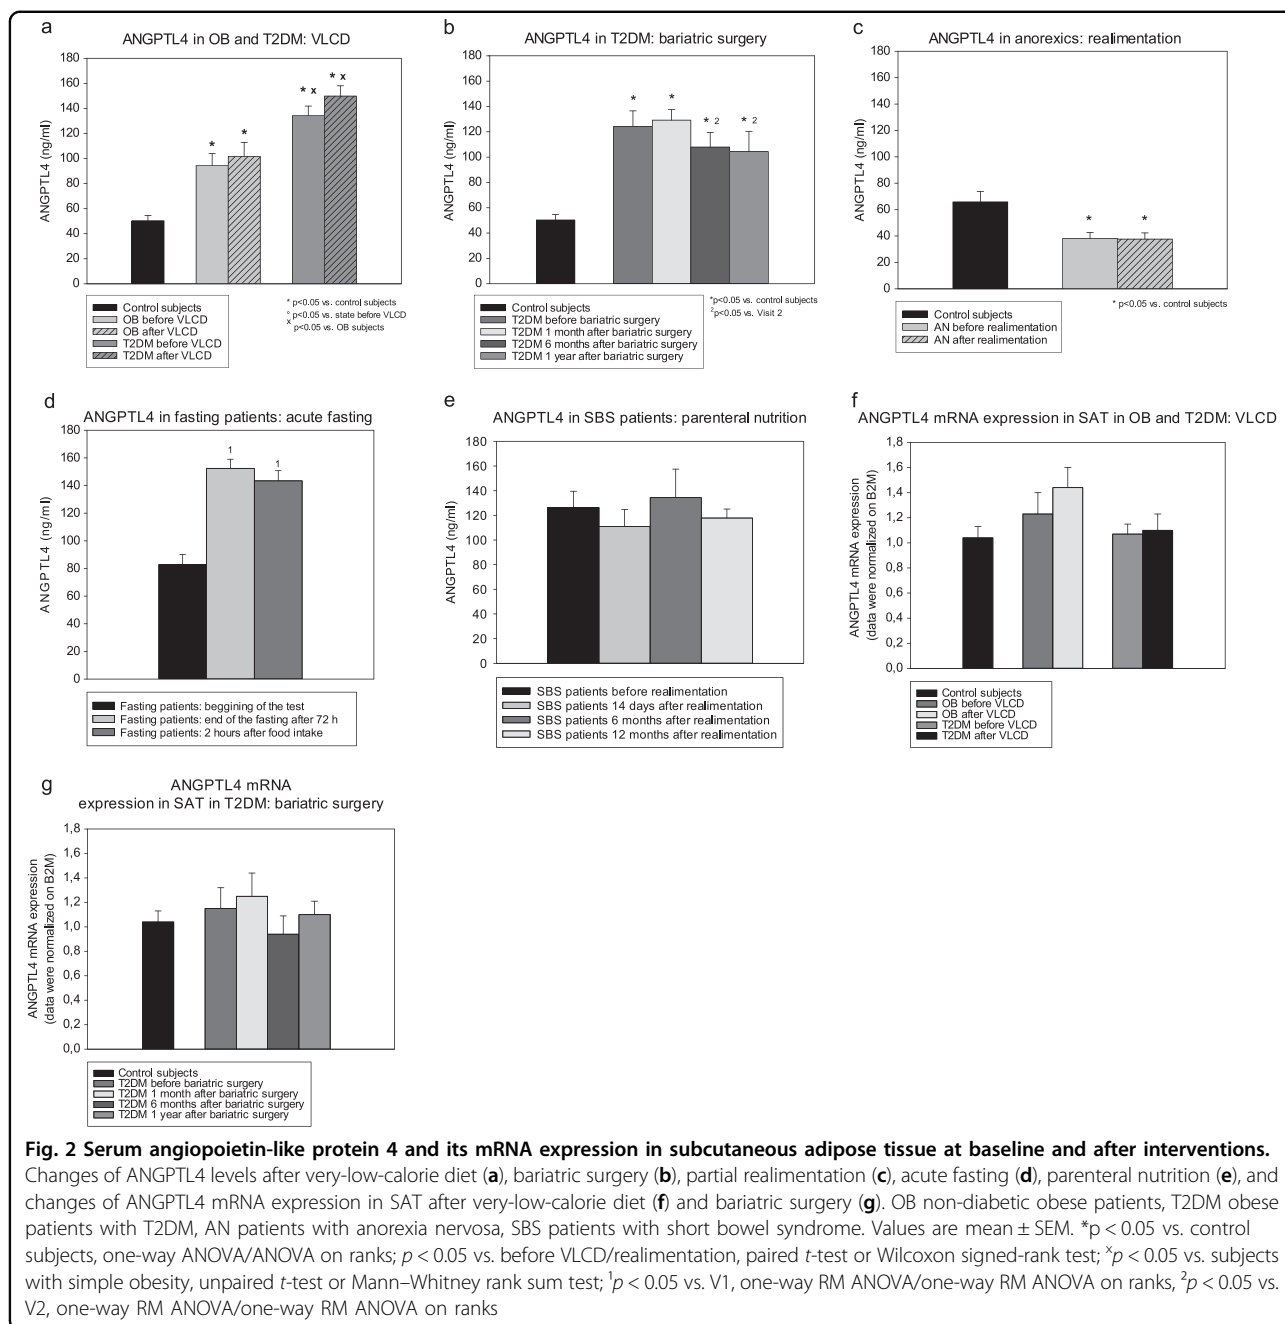 a
ANGPTL4 in OB and T2DM: VLCD
ANGPTL4 (ng/ml)
180
160
140
120
100
80
60
40
20
0
*
*
* x
* x
Control subjects
OB before VLCD
OB after VLCD
T2DM before VLCD
T2DM after VLCD
* p<0.05 vs. control subjects
° p<0.05 vs. state before VLCD
x p<0.05 vs. OB subjects
b
ANGPTL4 in T2DM: bariatric surgery
ANGPTL4 (ng/ml)
180
160
140
120
100
80
60
40
20
0
*
*
* 2
* 2
Control subjects
T2DM before bariatric surgery
T2DM 1 month after bariatric surgery
T2DM 6 months after bariatric surgery
T2DM 1 year after bariatric surgery
*p<0.05 vs. control subjects
²p<0.05 vs. Visit 2
c
ANGPTL4 in anorexics: realimentation
ANGPTL4 (ng/ml)
180
160
140
120
100
80
60
40
20
0
*
*
Control subjects
AN before realimentation
AN after realimentation
* p<0.05 vs. control subjects
d
ANGPTL4 in fasting patients: acute fasting
ANGPTL4 (ng/ml)
180
160
140
120
100
80
60
40
20
0
1
1
Fasting patients: beggining of the test
Fasting patients: end of the fasting after 72 h
Fasting patients: 2 hours after food intake
e
ANGPTL4 in SBS patients: parenteral nutrition
ANGPTL4 (ng/ml)
180
160
140
120
100
80
60
40
20
0
SBS patients before realimentation
SBS patients 14 days after realimentation
SBS patients 6 months after realimentation
SBS patients 12 months after realimentation
f
ANGPTL4 mRNA expression in SAT in OB and T2DM: VLCD
ANGPTL4 mRNA expression
(data were normalized on B2M)
1,8
1,6
1,4
1,2
1,0
0,8
0,6
0,4
0,2
0,0
Control subjects
OB before VLCD
OB after VLCD
T2DM before VLCD
T2DM after VLCD
g
ANGPTL4 mRNA
expression in SAT in T2DM: bariatric surgery
ANGPTL4 mRNA expression
(data were normalized on B2M)
1,8
1,6
1,4
1,2
1,0
0,8
0,6
0,4
0,2
0,0
Control subjects
T2DM before bariatric surgery
T2DM 1 month after bariatric surgery
T2DM 6 months after bariatric surgery
T2DM 1 year after bariatric surgery
Fig. 2 Serum angiopoietin-like protein 4 and its mRNA expression in subcutaneous adipose tissue at baseline and after interventions.
Changes of ANGPTL4 levels after very-low-calorie diet (a), bariatric surgery (b), partial realimentation (c), acute fasting (d), parenteral nutrition (e), and
changes of ANGPTL4 mRNA expression in SAT after very-low-calorie diet (f) and bariatric surgery (g). OB non-diabetic obese patients, T2DM obese
patients with T2DM, AN patients with anorexia nervosa, SBS patients with short bowel syndrome. Values are mean ± SEM. *p < 0.05 vs. control
subjects, one-way ANOVA/ANOVA on ranks; p < 0.05 vs. before VLCD/realimentation, paired t-test or Wilcoxon signed-rank test; ˣp < 0.05 vs. subjects
with simple obesity, unpaired t-test or Mann–Whitney rank sum test; ¹p < 0.05 vs. V1, one-way RM ANOVA/one-way RM ANOVA on ranks, ²p < 0.05 vs.
V2, one-way RM ANOVA/one-way RM ANOVA on ranks